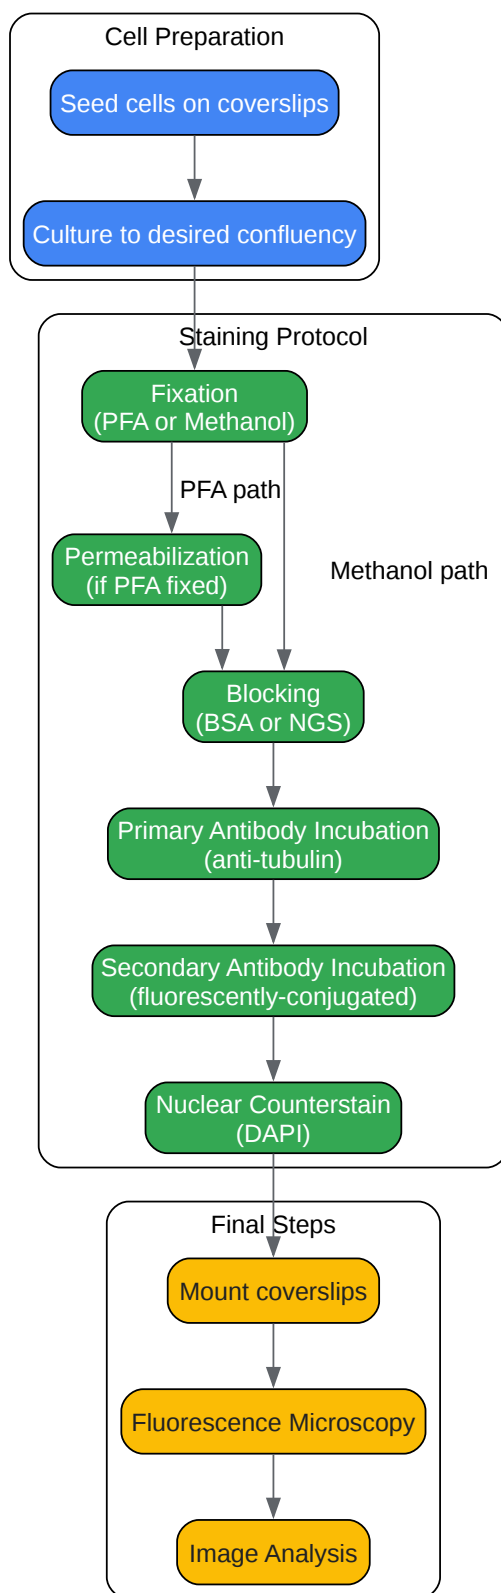 Cell Preparation
Seed cells on coverslips
Culture to desired confluency
Staining Protocol
Fixation
(PFA or Methanol)
PFA path
Permeabilization
(if PFA fixed)
Methanol path
Blocking
(BSA or NGS)
Primary Antibody Incubation
(anti-tubulin)
Secondary Antibody Incubation
(fluorescently-conjugated)
Nuclear Counterstain
(DAPI)
Final Steps
Mount coverslips
Fluorescence Microscopy
Image Analysis